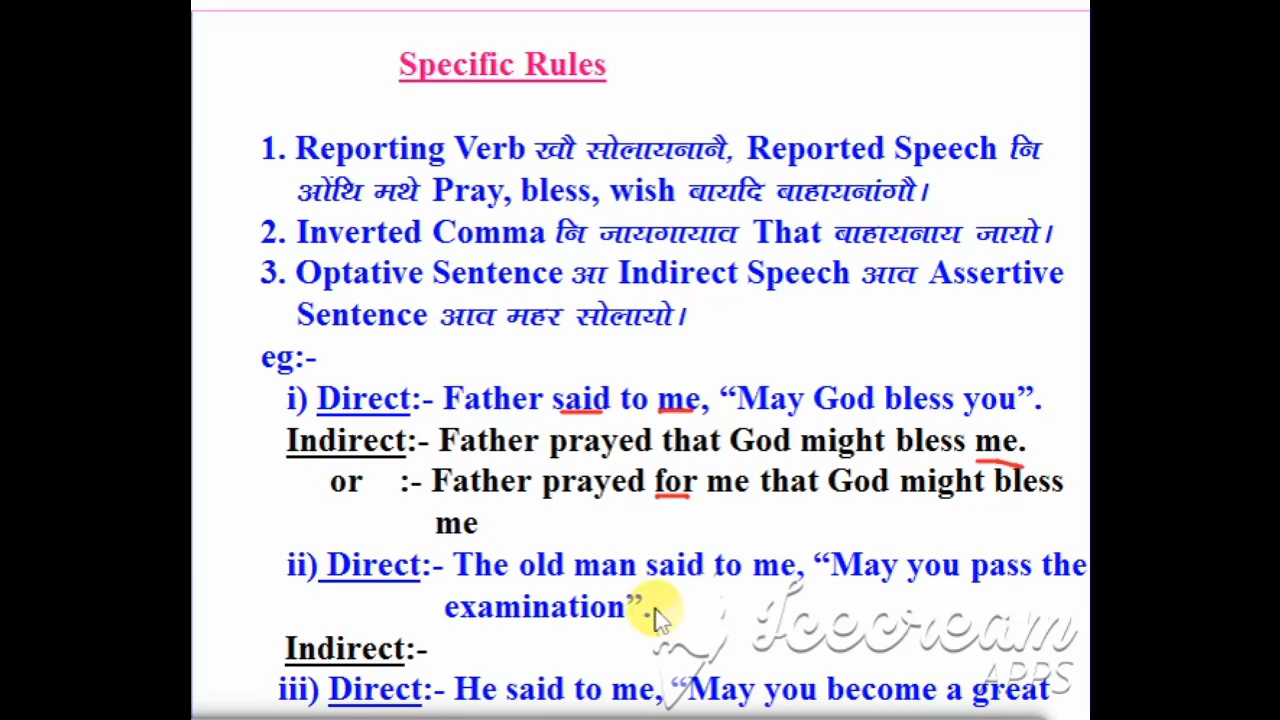 Specific Rules
1. Reporting Verb खौ सोलायनानै, Reported Speech नि
ओंथि मथे Pray, bless, wish बायदि बाहायनांगौ।
2. Inverted Comma नि जायगायाव That बाहायनाय जायो।
3. Optative Sentence आ Indirect Speech आव Assertive
Sentence आव महर सोलायो।
eg:-
i) Direct:- Father said to me, “May God bless you”.
Indirect:- Father prayed that God might bless me.
or :- Father prayed for me that God might bless
me
ii) Direct:- The old man said to me, “May you pass the
examination”.
Icecream
APPS
Indirect:-
iii) Direct:- He said to me, “May you become a great